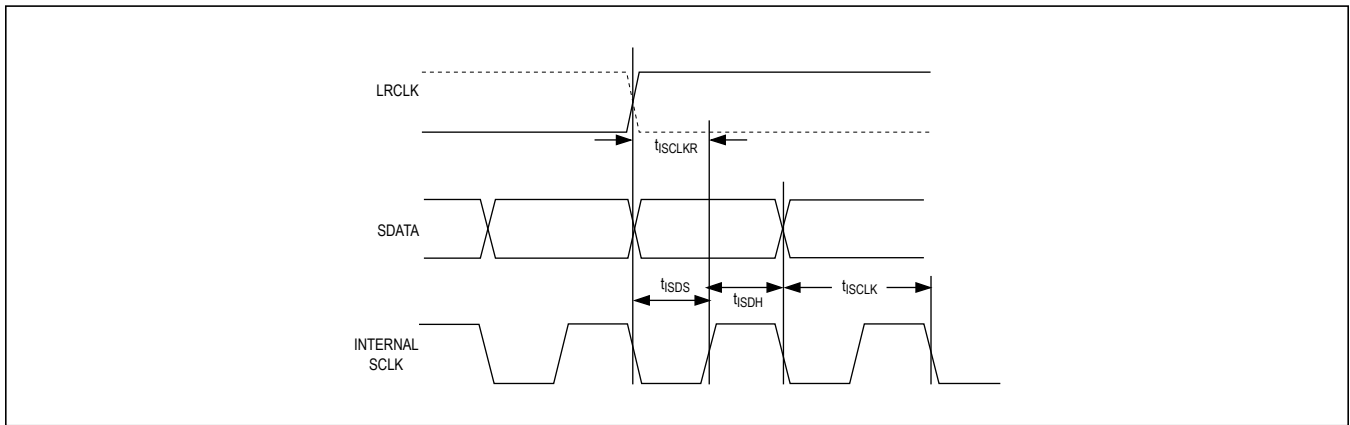 LRCLK
tISCLKR
SDATA
tISDS
tISDH
tISCLK
INTERNAL
SCLK